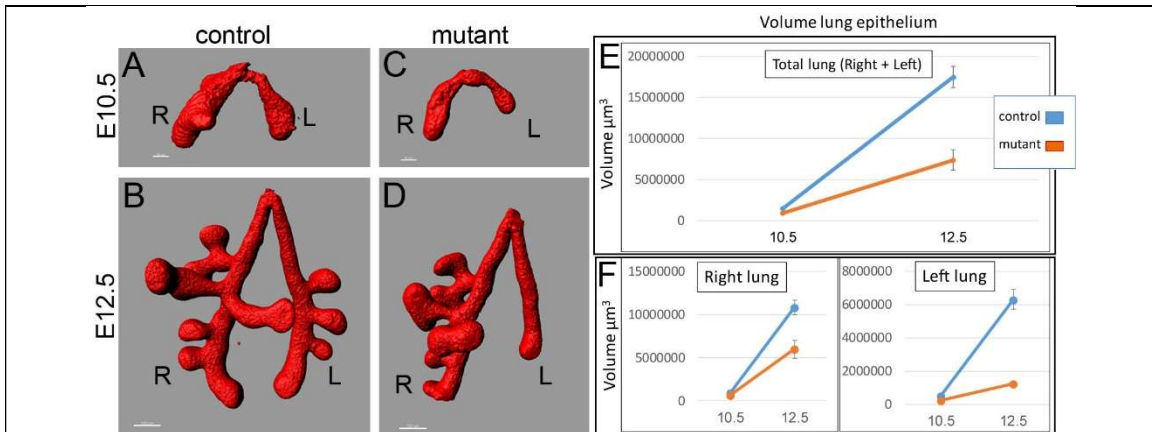 control
mutant
E10.5
A
R
L
C
R
L
E12.5
B
R
L
D
R
L
Volume lung epithelium
E
Total lung (Right + Left)
Volume µm³
20000000
15000000
10000000
5000000
0
10.5
12.5
control
mutant
F
Right lung
Volume µm³
15000000
10000000
5000000
0
10.5
12.5
Left lung
8000000
6000000
4000000
2000000
0
10.5
12.5